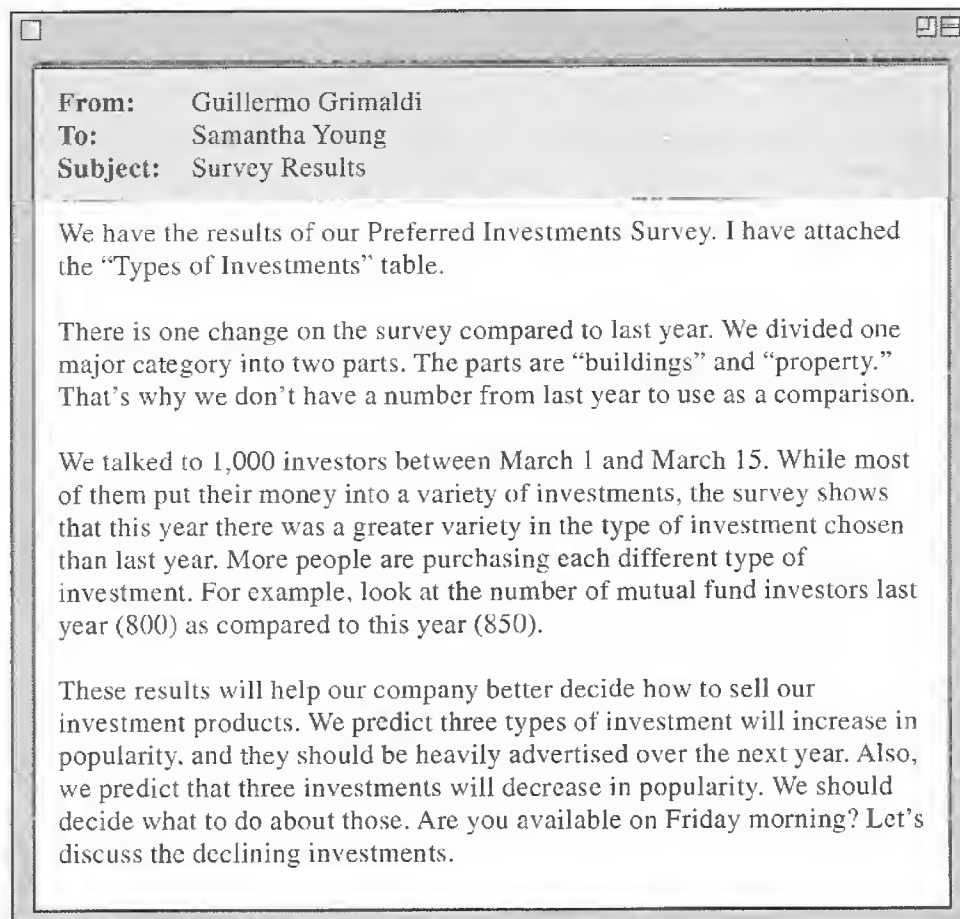 From: Guillermo Grimaldi
To: Samantha Young
Subject: Survey Results
We have the results of our Preferred Investments Survey. I have attached
the “Types of Investments” table.
There is one change on the survey compared to last year. We divided one
major category into two parts. The parts are “buildings” and “property.”
That’s why we don’t have a number from last year to use as a comparison.
We talked to 1,000 investors between March 1 and March 15. While most
of them put their money into a variety of investments, the survey shows
that this year there was a greater variety in the type of investment chosen
than last year. More people are purchasing each different type of
investment. For example, look at the number of mutual fund investors last
year (800) as compared to this year (850).
These results will help our company better decide how to sell our
investment products. We predict three types of investment will increase in
popularity, and they should be heavily advertised over the next year. Also,
we predict that three investments will decrease in popularity. We should
decide what to do about those. Are you available on Friday morning? Let’s
discuss the declining investments.